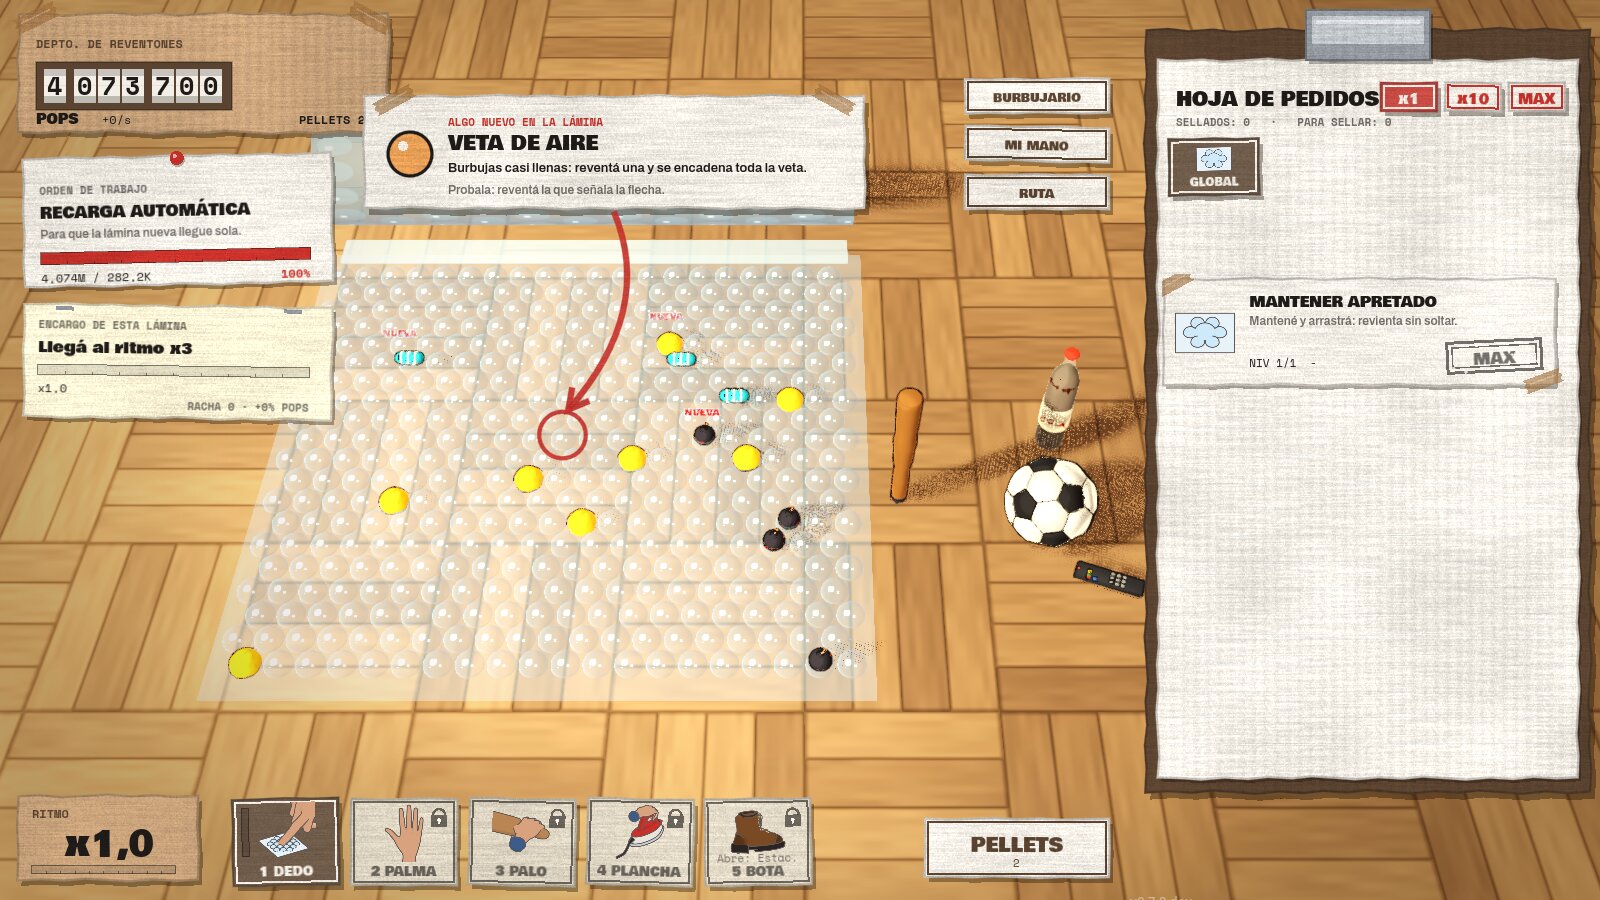 DEPTO. DE REVENTONES
4 073 700
POPS +0/s PELLETS 2
ORDEN DE TRABAJO
RECARGA AUTOMÁTICA
Para que la lámina nueva llegue sola.
4.074M / 282.2K 100%
ENCARGO DE ESTA LÁMINA
Llegá al ritmo x3
x1.0
RACHA 0 · +0% POPS
ALGO NUEVO EN LA LÁMINA
VETA DE AIRE
Burbujas casi llenas: reventá una y se encadena toda la veta.
Probala: reventá la que señala la flecha.
NUEVA
NUEVA
NUEVA
BURBUJARIO
MI MANO
RUTA
HOJA DE PEDIDOS x1 x10 MAX
SELLADOS: 0 · PARA SELLAR: 0
GLOBAL
MANTENER APRETADO
Mantené y arrastrá: revienta sin soltar.
NIV 1/1 - MAX
RITMO
x1,0
1 DEDO
2 PALMA
3 PALO
4 PLANCHA
Abre: Estac.
5 BOTA
PELLETS
2